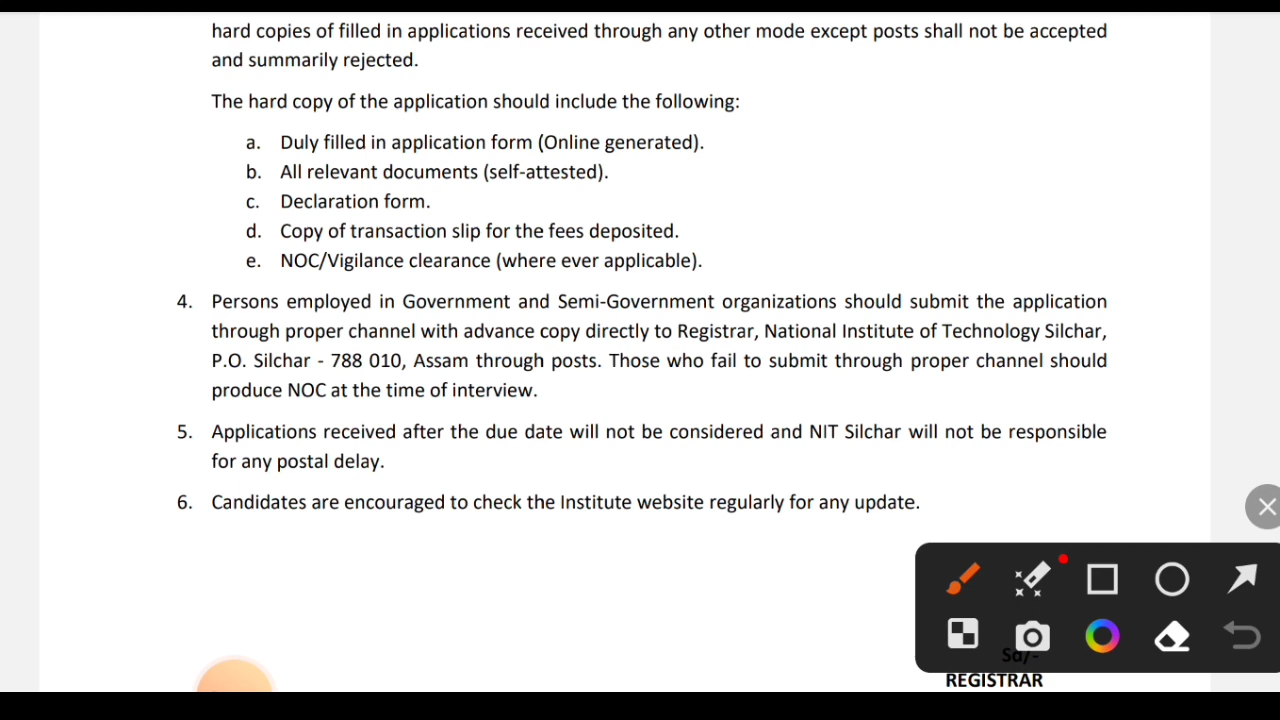 hard copies of filled in applications received through any other mode except posts shall not be accepted
and summarily rejected.
The hard copy of the application should include the following:
a. Duly filled in application form (Online generated).
b. All relevant documents (self-attested).
c. Declaration form.
d. Copy of transaction slip for the fees deposited.
e. NOC/Vigilance clearance (where ever applicable).
4. Persons employed in Government and Semi-Government organizations should submit the application
through proper channel with advance copy directly to Registrar, National Institute of Technology Silchar,
P.O. Silchar - 788 010, Assam through posts. Those who fail to submit through proper channel should
produce NOC at the time of interview.
5. Applications received after the due date will not be considered and NIT Silchar will not be responsible
for any postal delay.
6. Candidates are encouraged to check the Institute website regularly for any update.
Sd/-
REGISTRAR